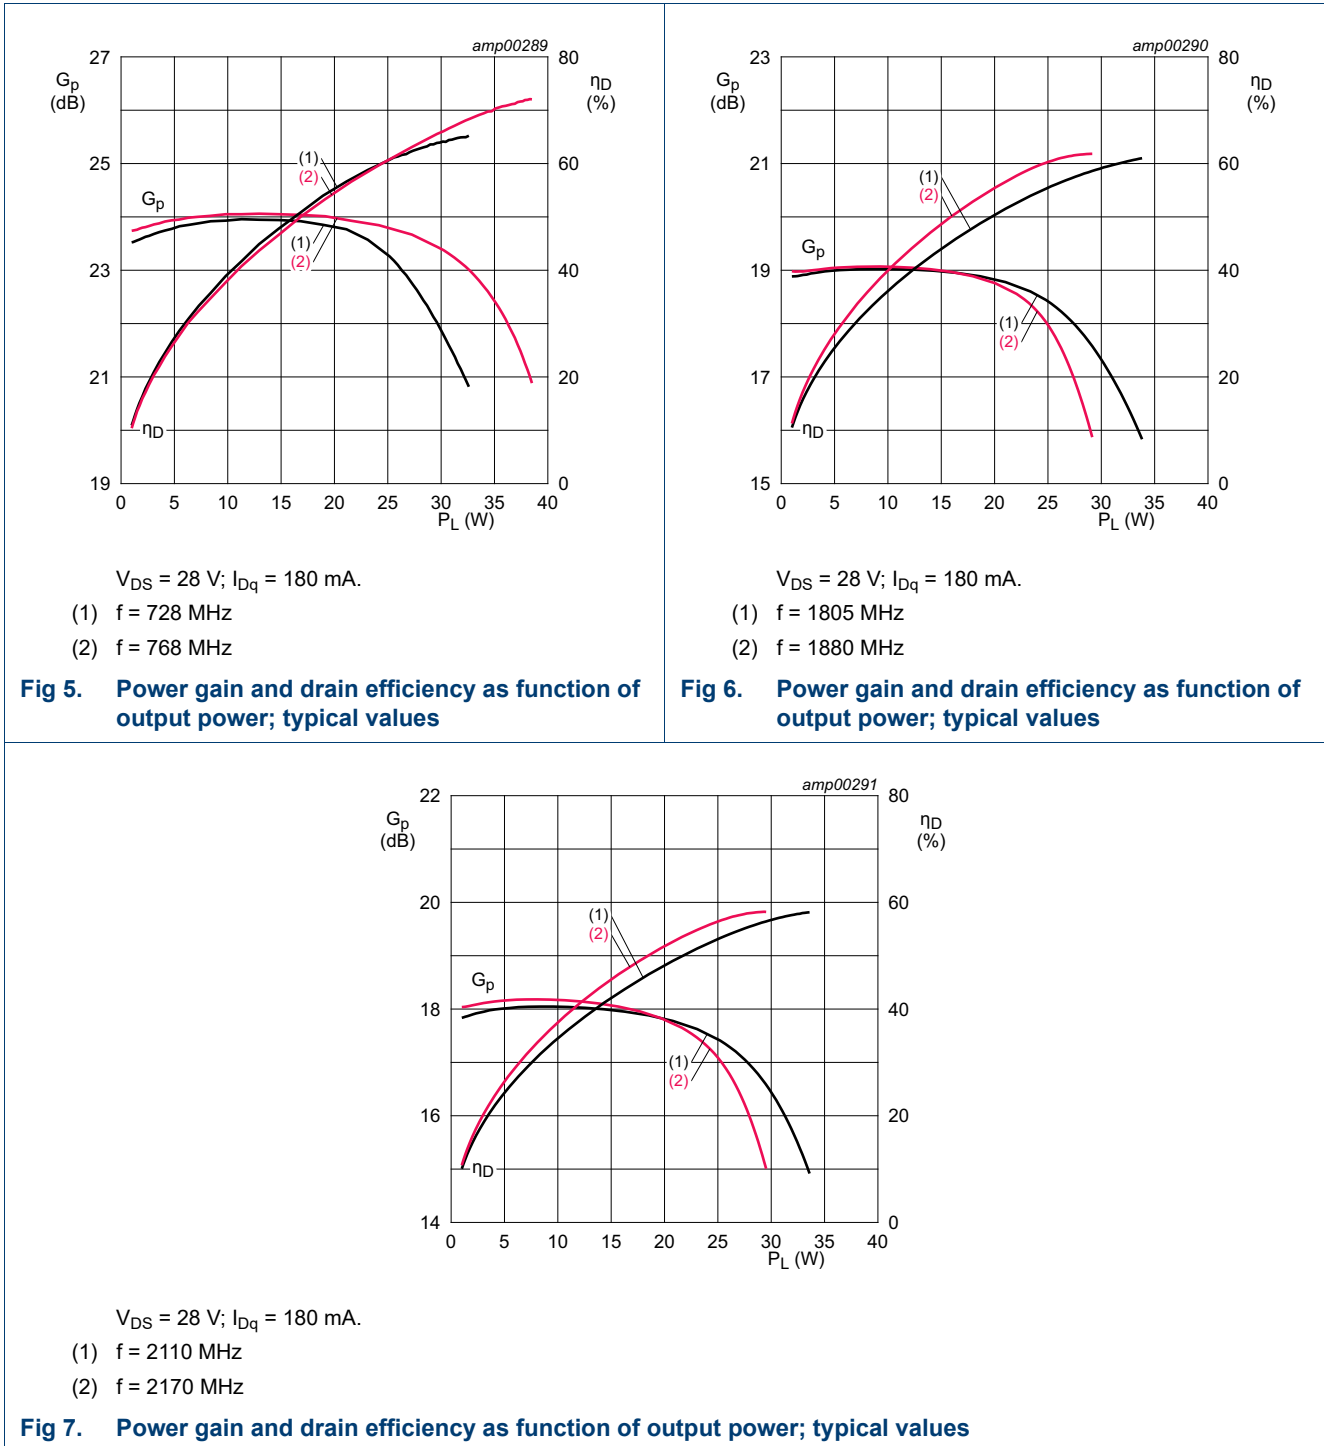 amp00289
27
80
Gp
(dB)
ηD
(%)
25
60
(1)
(2)
Gp
(1)
(2)
23
40
21
20
ηD
19
0
0 5 10 15 20 25 30 35 40
PL (W)
VDS = 28 V; IDq = 180 mA.
(1) f = 728 MHz
(2) f = 768 MHz
Fig 5. Power gain and drain efficiency as function of
output power; typical values
amp00290
23
80
Gp
(dB)
ηD
(%)
21
60
(1)
(2)
Gp
19
40
(1)
(2)
17
20
ηD
15
0
0 5 10 15 20 25 30 35 40
PL (W)
VDS = 28 V; IDq = 180 mA.
(1) f = 1805 MHz
(2) f = 1880 MHz
Fig 6. Power gain and drain efficiency as function of
output power; typical values
amp00291
22
80
Gp
(dB)
ηD
(%)
20
60
(1)
(2)
Gp
18
40
(1)
(2)
16
20
ηD
14
0
0 5 10 15 20 25 30 35 40
PL (W)
VDS = 28 V; IDq = 180 mA.
(1) f = 2110 MHz
(2) f = 2170 MHz
Fig 7. Power gain and drain efficiency as function of output power; typical values